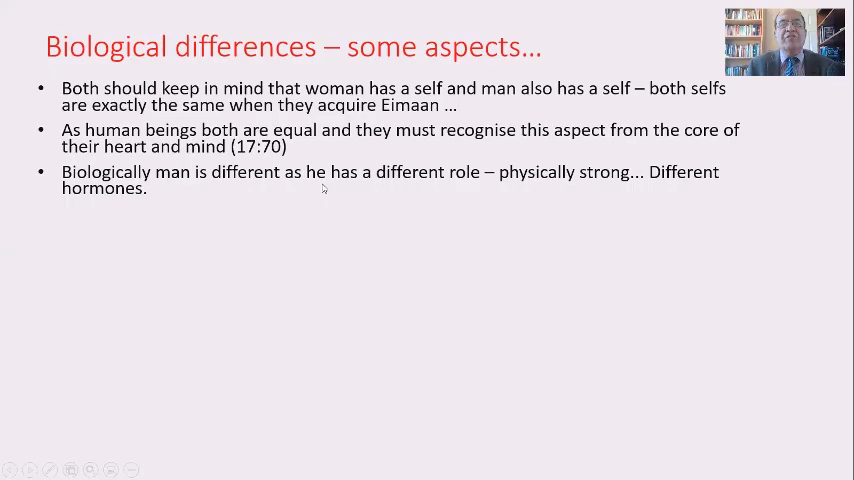 Biological differences – some aspects...
• Both should keep in mind that woman has a self and man also has a self – both selfs
are exactly the same when they acquire Eimaan ...
• As human beings both are equal and they must recognise this aspect from the core of
their heart and mind (17:70)
• Biologically man is different as he has a different role – physically strong... Different
hormones.